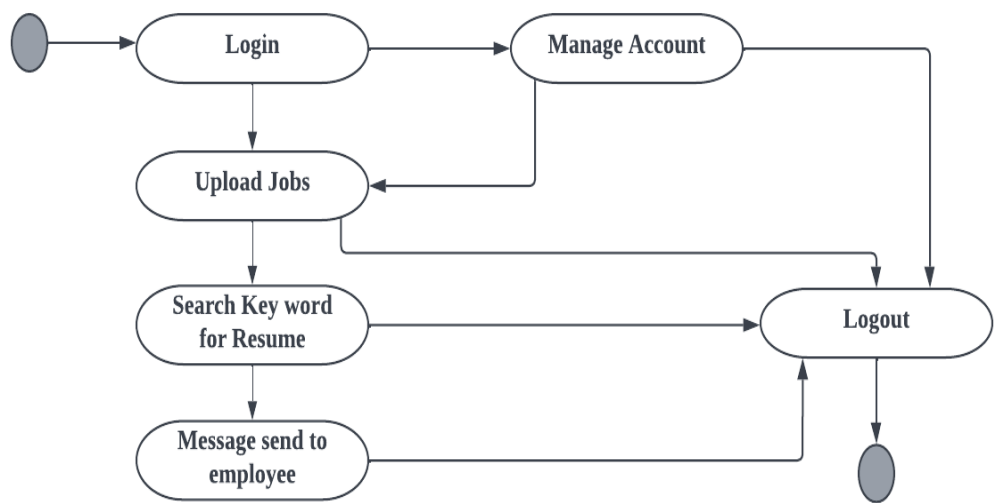 Login
Manage Account
Upload Jobs
Search Key word
for Resume
Logout
Message send to
employee